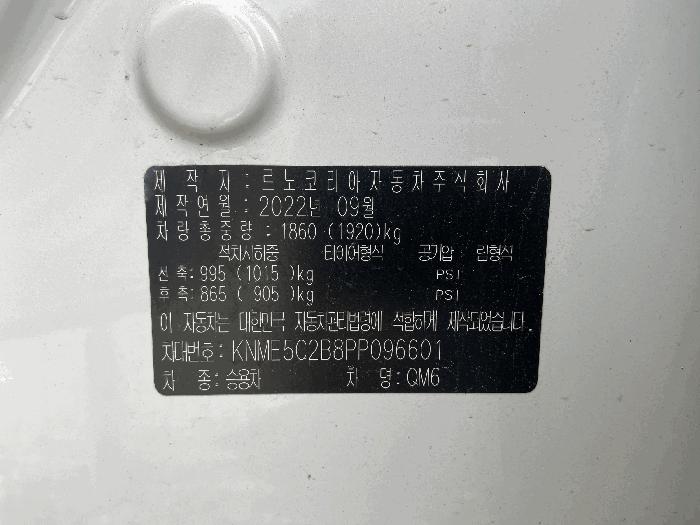 제 작 자 : 르노코리아자동차주식회사
제작연월 : 2022년 09월
차량총중량 : 1860 (1920)kg
적차시하중 타이어형식 공기압 림형식
전 축: 995 (1015)kg PSI
후 축: 865 ( 905 )kg PSI
이 자동차는 대한민국 자동차관리법령에 적합하게 제작되었습니다.
차대번호: KNME5C2B8PP096601
차 종: 승용차 차 명: QM6